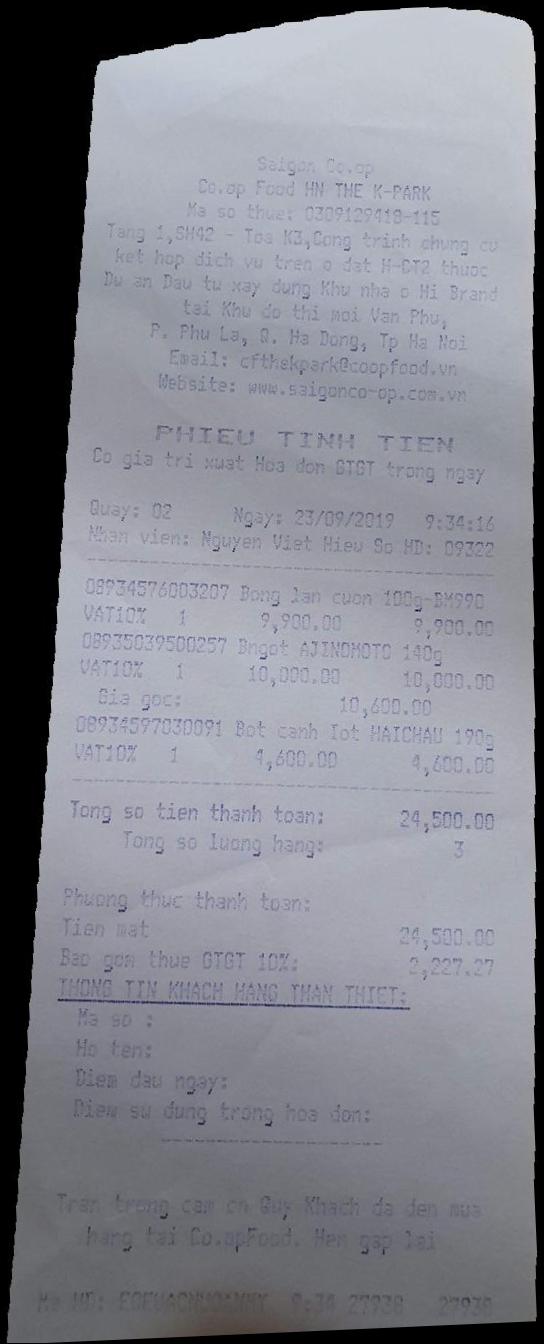 Saigon Co.op
Co.op Food HN THE K-PARK
Ma so thue: 0309129418-115
Tang 1,SH42 - Toa K3,Cong trinh chung cu
ket hop dich vu tren o dat H-CT2 thuoc
Du an Dau tu xay dung Khu nha o Hi Brand
tai Khu do thi moi Van Phu,
P. Phu La, Q. Ha Dong, Tp Ha Noi
Email: cfthekpark@coopfood.vn
Website: www.saigonco-op.com.vn
PHIEU TINH TIEN
Co gia tri xuat Hoa don GTGT trong ngay
Quay: 02 Ngay: 23/09/2019 9:34:16
Nhan vien: Nguyen Viet Hieu So HD: 09322
08934576003207 Bong lan cuon 100g-BM990
VAT10% 1 9,900.00 9,900.00
08935039500257 Bngot AJINOMOTO 140g
VAT10% 1 10,000.00 10,000.00
Gia goc: 10,600.00
08934597030091 Bot canh Iot HAICHAU 190g
VAT10% 1 4,600.00 4,600.00
Tong so tien thanh toan: 24,500.00
Tong so luong hang: 3
Phuong thuc thanh toan:
Tien mat 24,500.00
Bao gom thue GTGT 10%: 2,227.27
THONG TIN KHACH HANG THAN THIET:
Ma so :
Ho ten:
Diem dau ngay:
Diem su dung trong hoa don:
Tran trong cam on Quy Khach da den mua
hang tai Co.opFood. Hen gap lai
Ma HD: 9:34 27938 27938